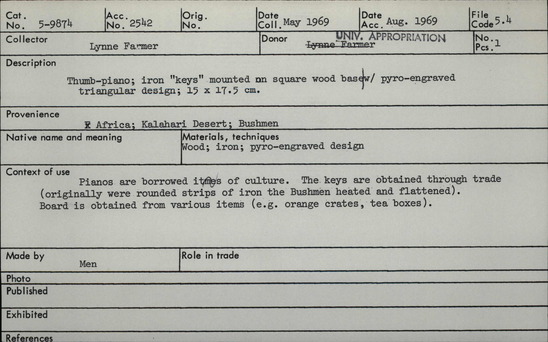 Cat. No. 5-9874 Acc. No. 2542 Orig. No. Date Coll. May 1969 Date Acc. Aug. 1969 File Code 5.4
Collector Lynne Farmer Donor Lynne Farmer UNIV. APPROPRIATION No. Pcs. 1
Description
Thumb-piano; iron "keys" mounted on square wood base w/ pyro-engraved
triangular design; 15 x 17.5 cm.
Provenience
Africa; Kalahari Desert; Bushmen
Native name and meaning Materials, techniques
Wood; iron; pyro-engraved design
Context of use
Pianos are borrowed items of culture. The keys are obtained through trade
(originally were rounded strips of iron the Bushmen heated and flattened).
Board is obtained from various items (e.g. orange crates, tea boxes).
Made by Men Role in trade
Photo
Published
Exhibited
References